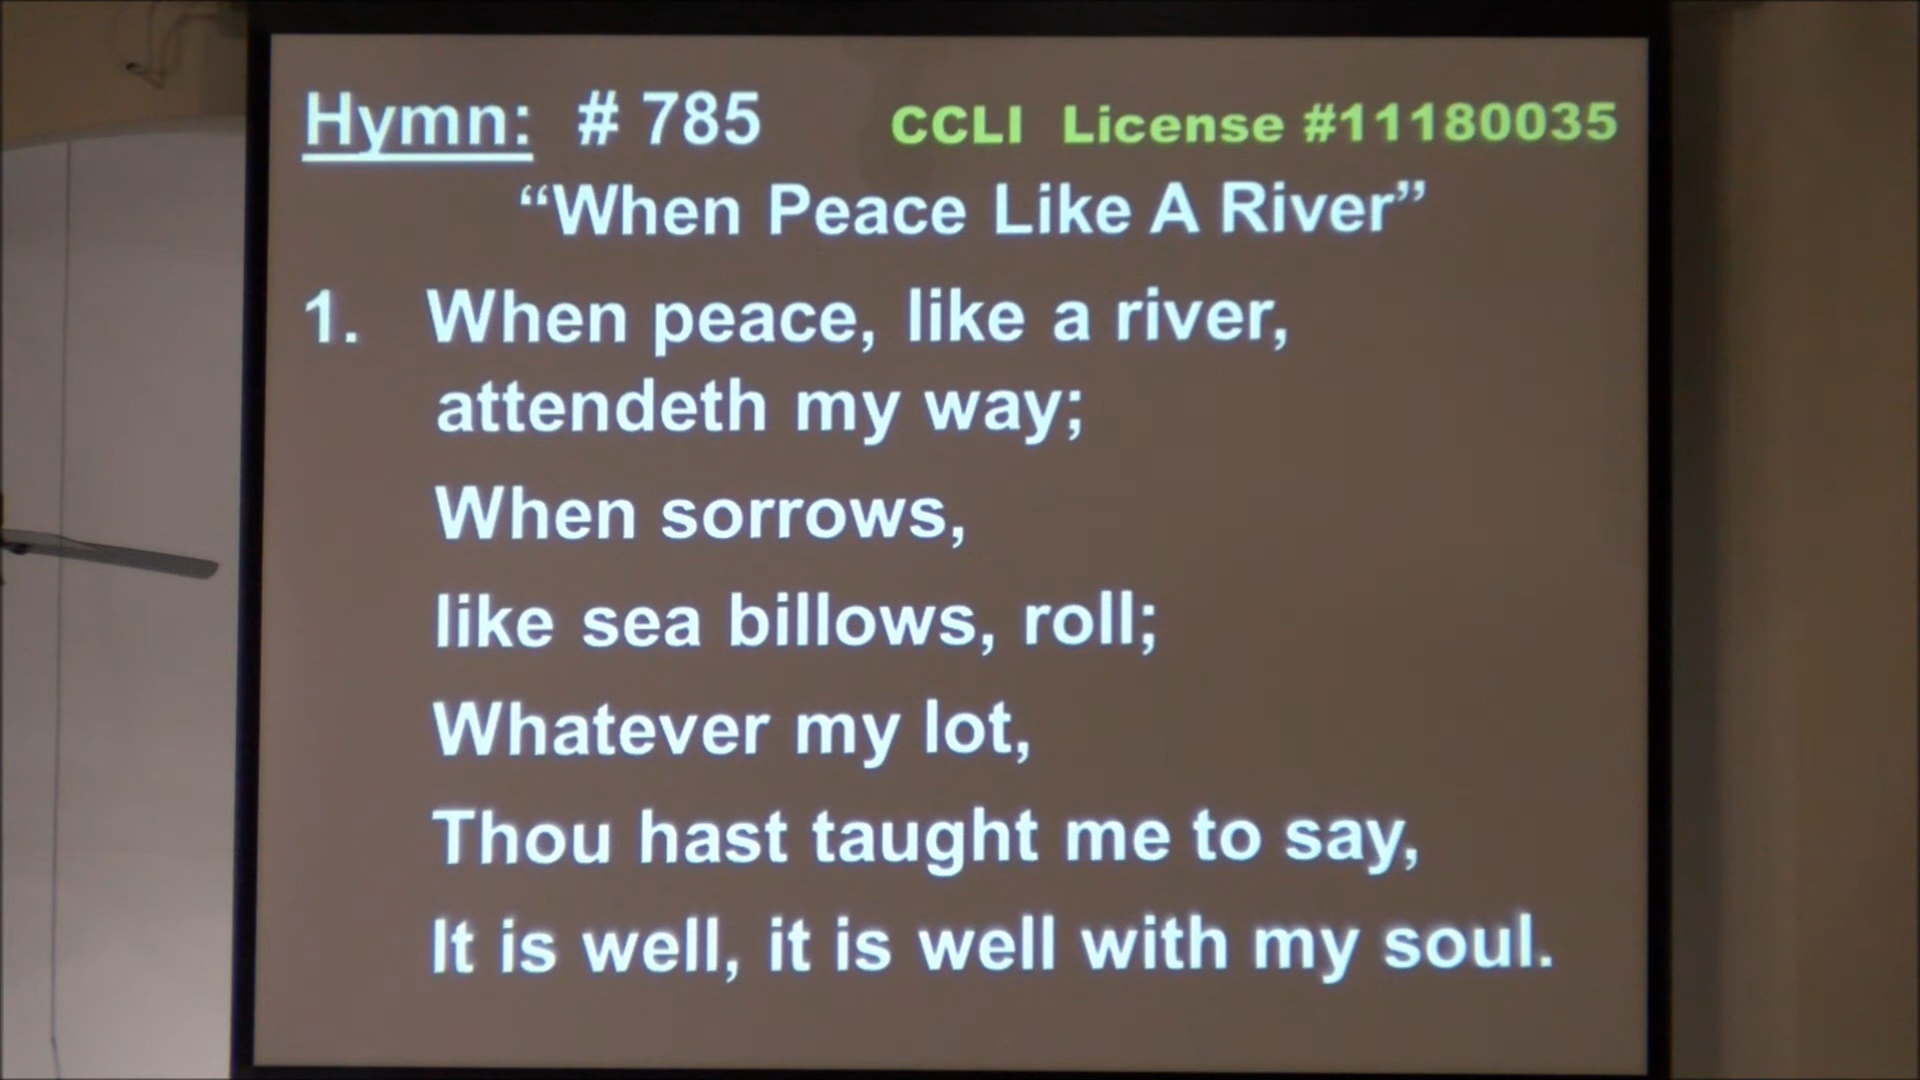 Hymn: # 785 CCLI License #11180035
“When Peace Like A River”
1. When peace, like a river,
attendeth my way;
When sorrows,
like sea billows, roll;
Whatever my lot,
Thou hast taught me to say,
It is well, it is well with my soul.